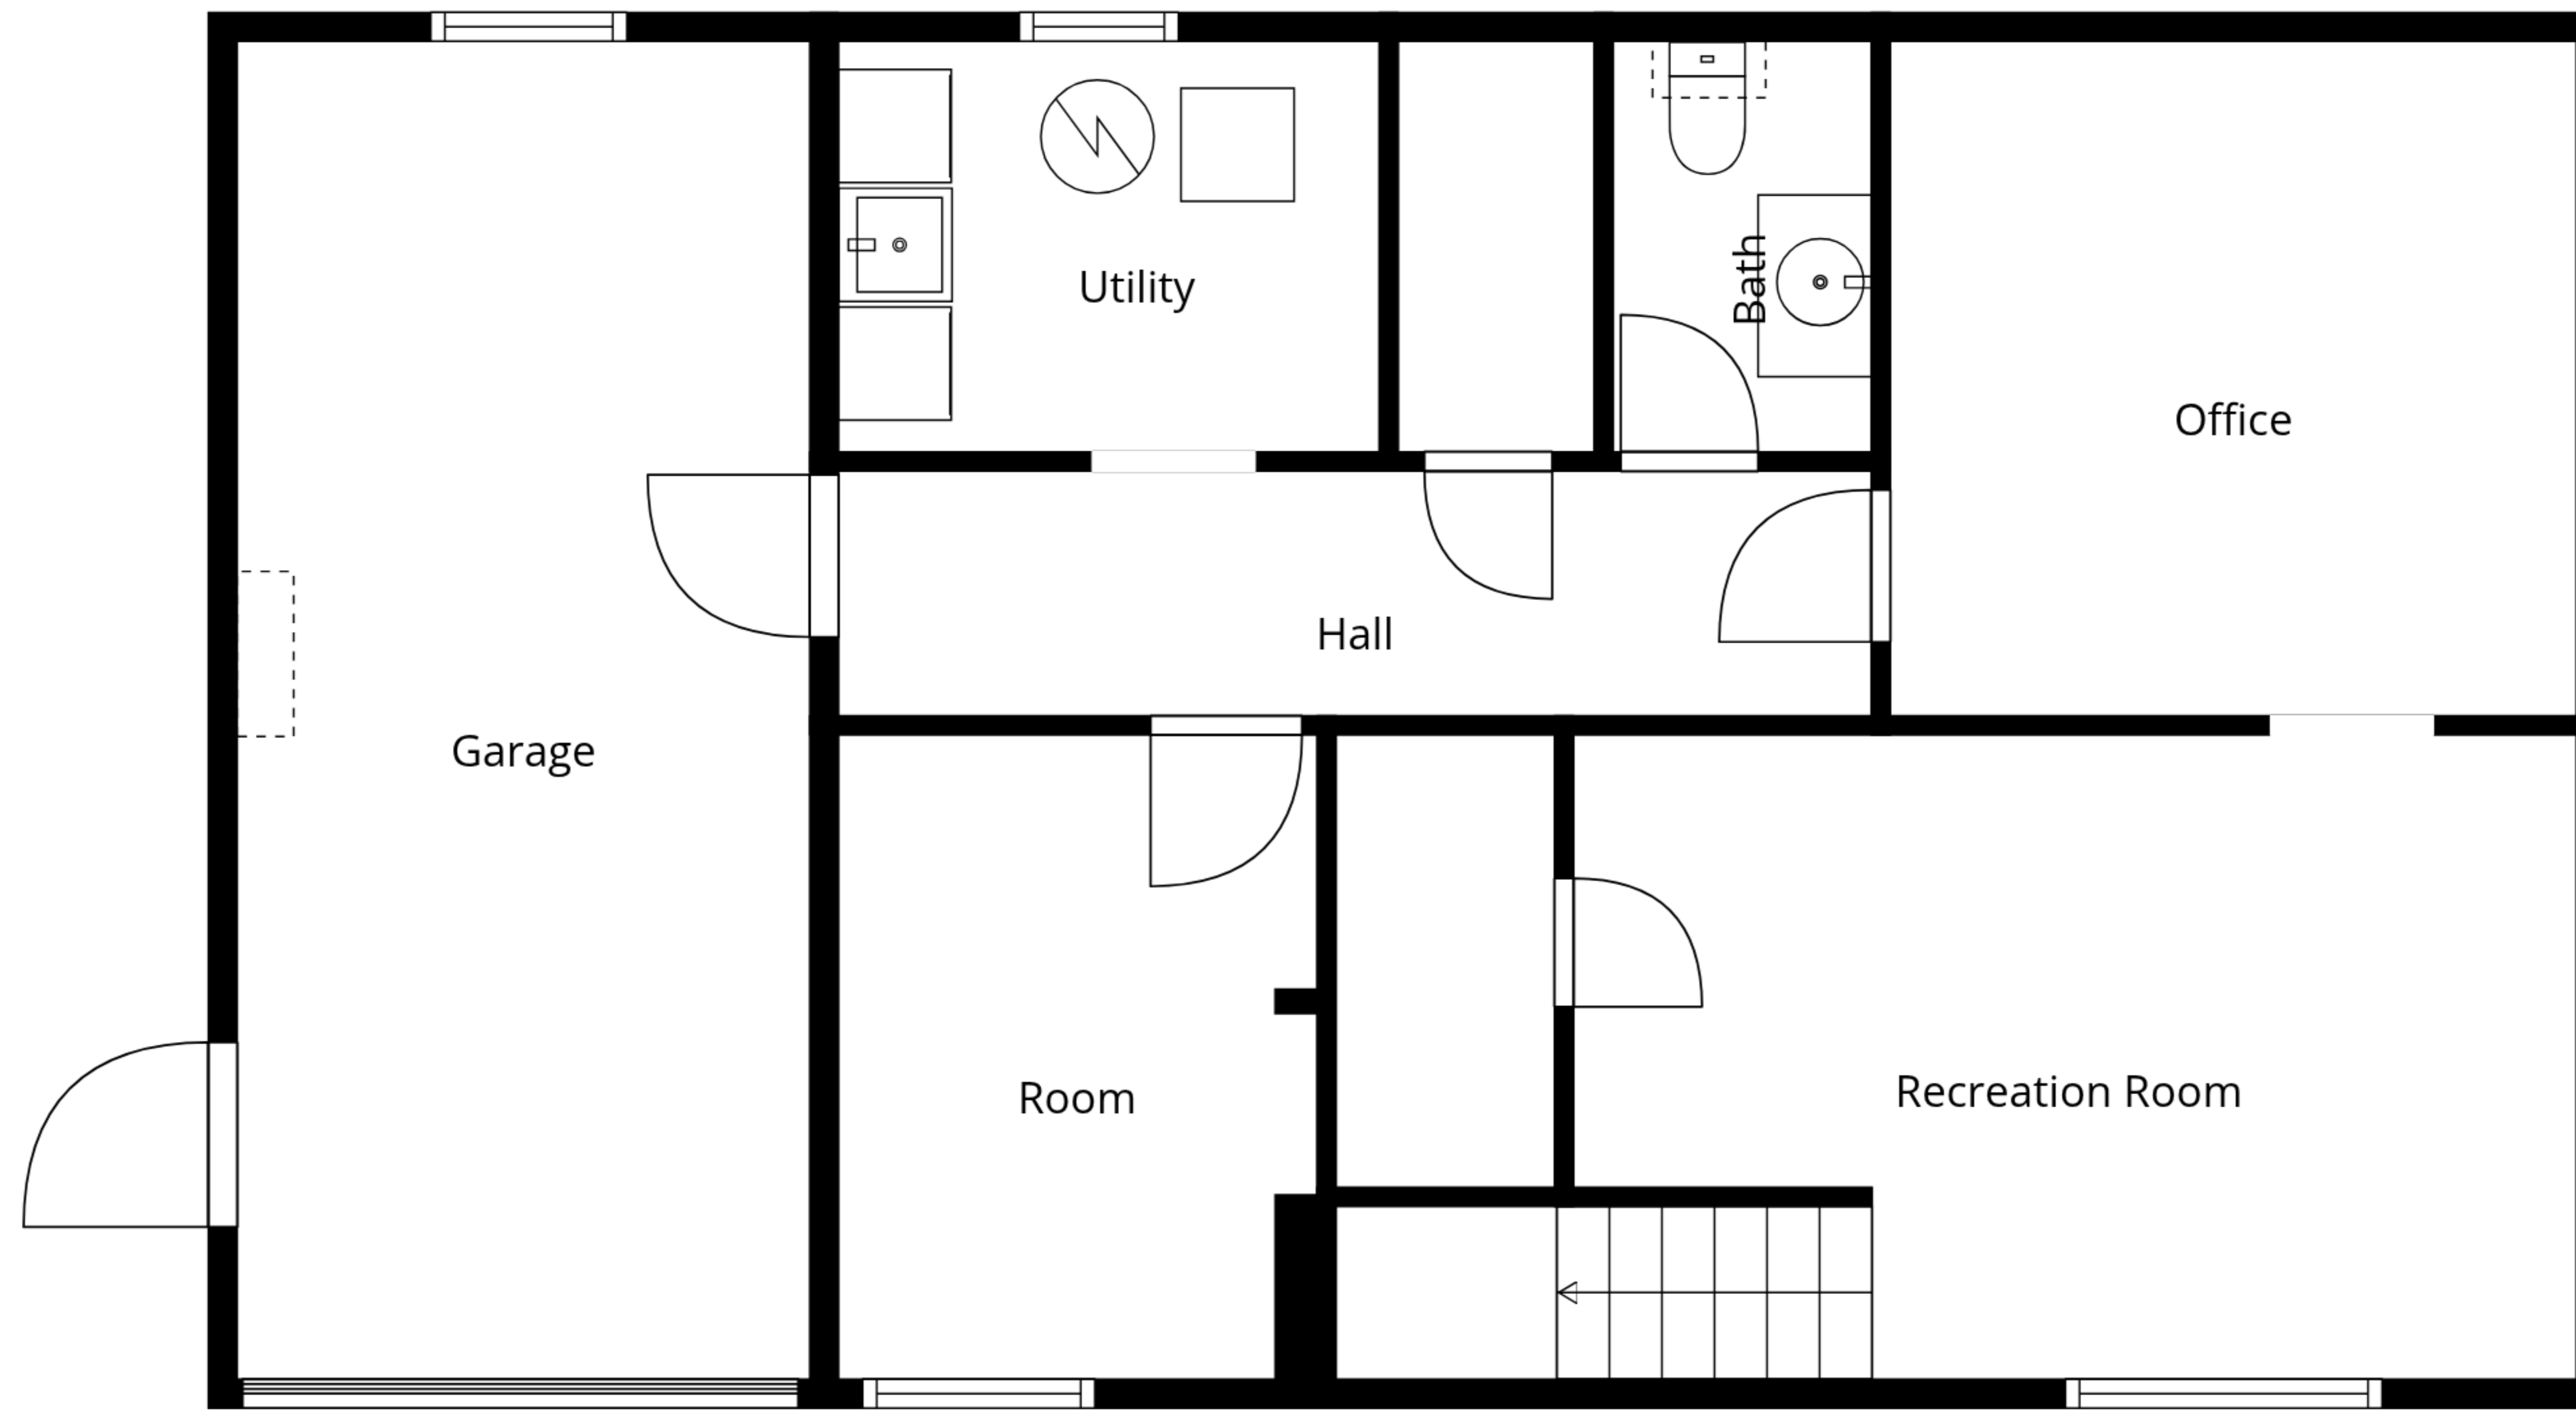 Utility
Bath
Office
Hall
Garage
Room
Recreation Room